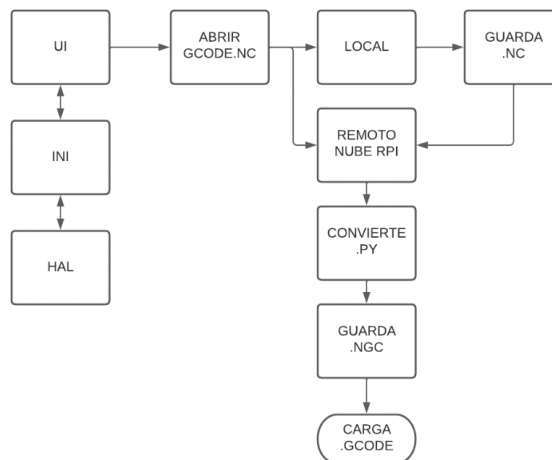 UI
ABRIR
GCODE.NC
LOCAL
GUARDA
.NC
INI
REMOTO
NUBE RPI
HAL
CONVIERTE
.PY
GUARDA
.NGC
CARGA
.GCODE